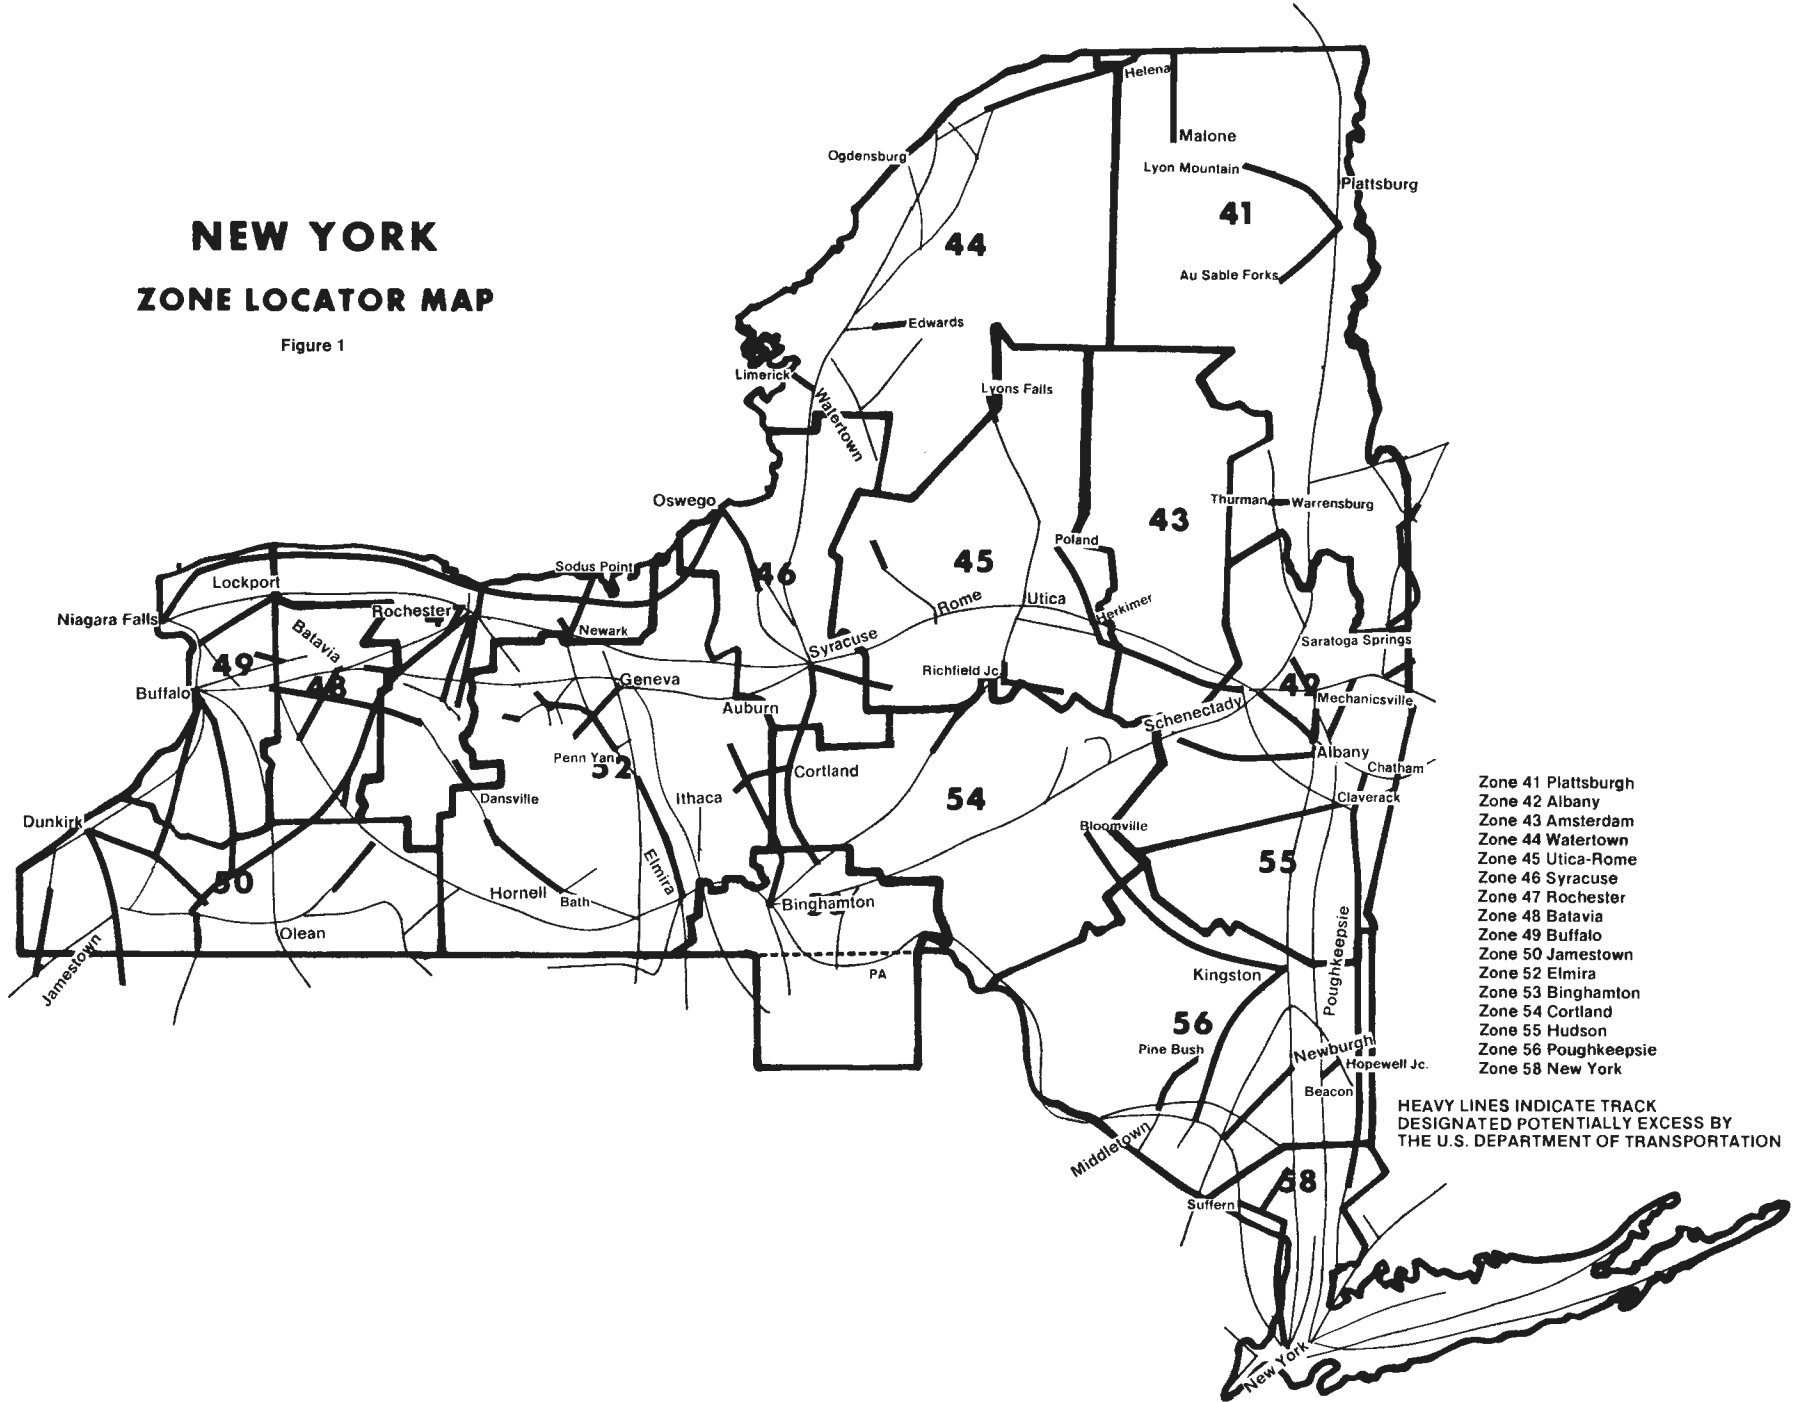 NEW YORK
ZONE LOCATOR MAP
Figure 1
Helena
Malone
Ogdensburg
Lyon Mountain
Plattsburg
41
44
Au Sable Forks
Edwards
Limerick
Watertown
Lyons Falls
Oswego
Thurman
Warrensburg
43
Poland
45
46
Sodus Point
Lockport
Niagara Falls
Rochester
Rome
Utica
Herkimer
Batavia
Newark
Syracuse
Saratoga Springs
49
48
Buffalo
Geneva
Richfield Jc.
42
Mechanicsville
Auburn
Schenectady
Albany
Penn Yan
52
Cortland
Chatham
Ithaca
Dansville
54
Claverack
Dunkirk
Bloomville
55
50
Elmira
Hornell
Bath
Binghamton
Olean
Jamestown
PA
Kingston
Poughkeepsie
56
Pine Bush
Newburgh
Hopewell Jc.
Beacon
Middletown
58
Suffern
New York
Zone 41 Plattsburgh
Zone 42 Albany
Zone 43 Amsterdam
Zone 44 Watertown
Zone 45 Utica-Rome
Zone 46 Syracuse
Zone 47 Rochester
Zone 48 Batavia
Zone 49 Buffalo
Zone 50 Jamestown
Zone 52 Elmira
Zone 53 Binghamton
Zone 54 Cortland
Zone 55 Hudson
Zone 56 Poughkeepsie
Zone 58 New York
HEAVY LINES INDICATE TRACK
DESIGNATED POTENTIALLY EXCESS BY
THE U.S. DEPARTMENT OF TRANSPORTATION